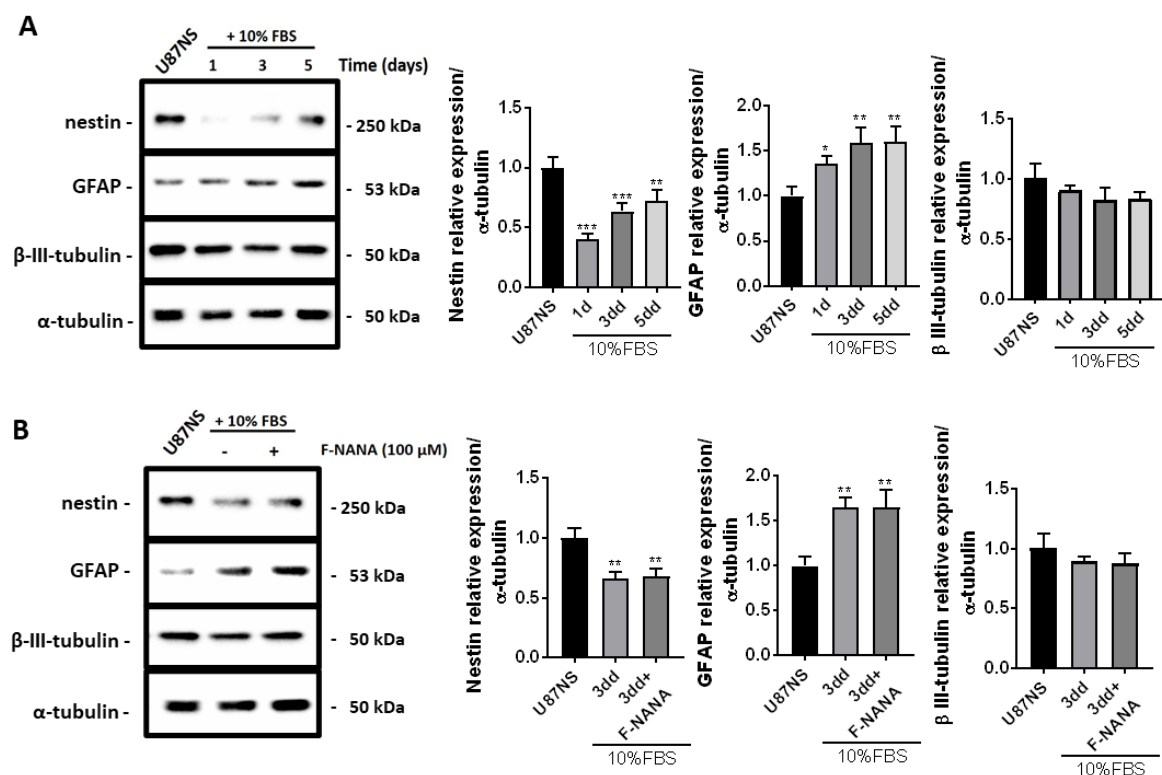 A
U87NS
+ 10% FBS
1 3 5 Time (days)
nestin - - 250 kDa
GFAP - - 53 kDa
β-III-tubulin - - 50 kDa
α-tubulin - - 50 kDa
Nestin relative expression/
α-tubulin
1.5
1.0
0.5
0.0
*** *** **
U87NS 1d 3dd 5dd
10%FBS
GFAP relative expression/
α-tubulin
2.0
1.5
1.0
0.5
0.0
* ** **
U87NS 1d 3dd 5dd
10%FBS
β III-tubulin relative expression/
α-tubulin
1.5
1.0
0.5
0.0
U87NS 1d 3dd 5dd
10%FBS
B
U87NS
+ 10% FBS
- + F-NANA (100 μM)
nestin - - 250 kDa
GFAP - - 53 kDa
β-III-tubulin - - 50 kDa
α-tubulin - - 50 kDa
Nestin relative expression/
α-tubulin
1.5
1.0
0.5
0.0
** **
U87NS 3dd 3dd+
F-NANA
10%FBS
GFAP relative expression/
α-tubulin
2.0
1.5
1.0
0.5
0.0
** **
U87NS 3dd 3dd+
F-NANA
10%FBS
β III-tubulin relative expression/
α-tubulin
1.5
1.0
0.5
0.0
U87NS 3dd 3dd+
F-NANA
10%FBS